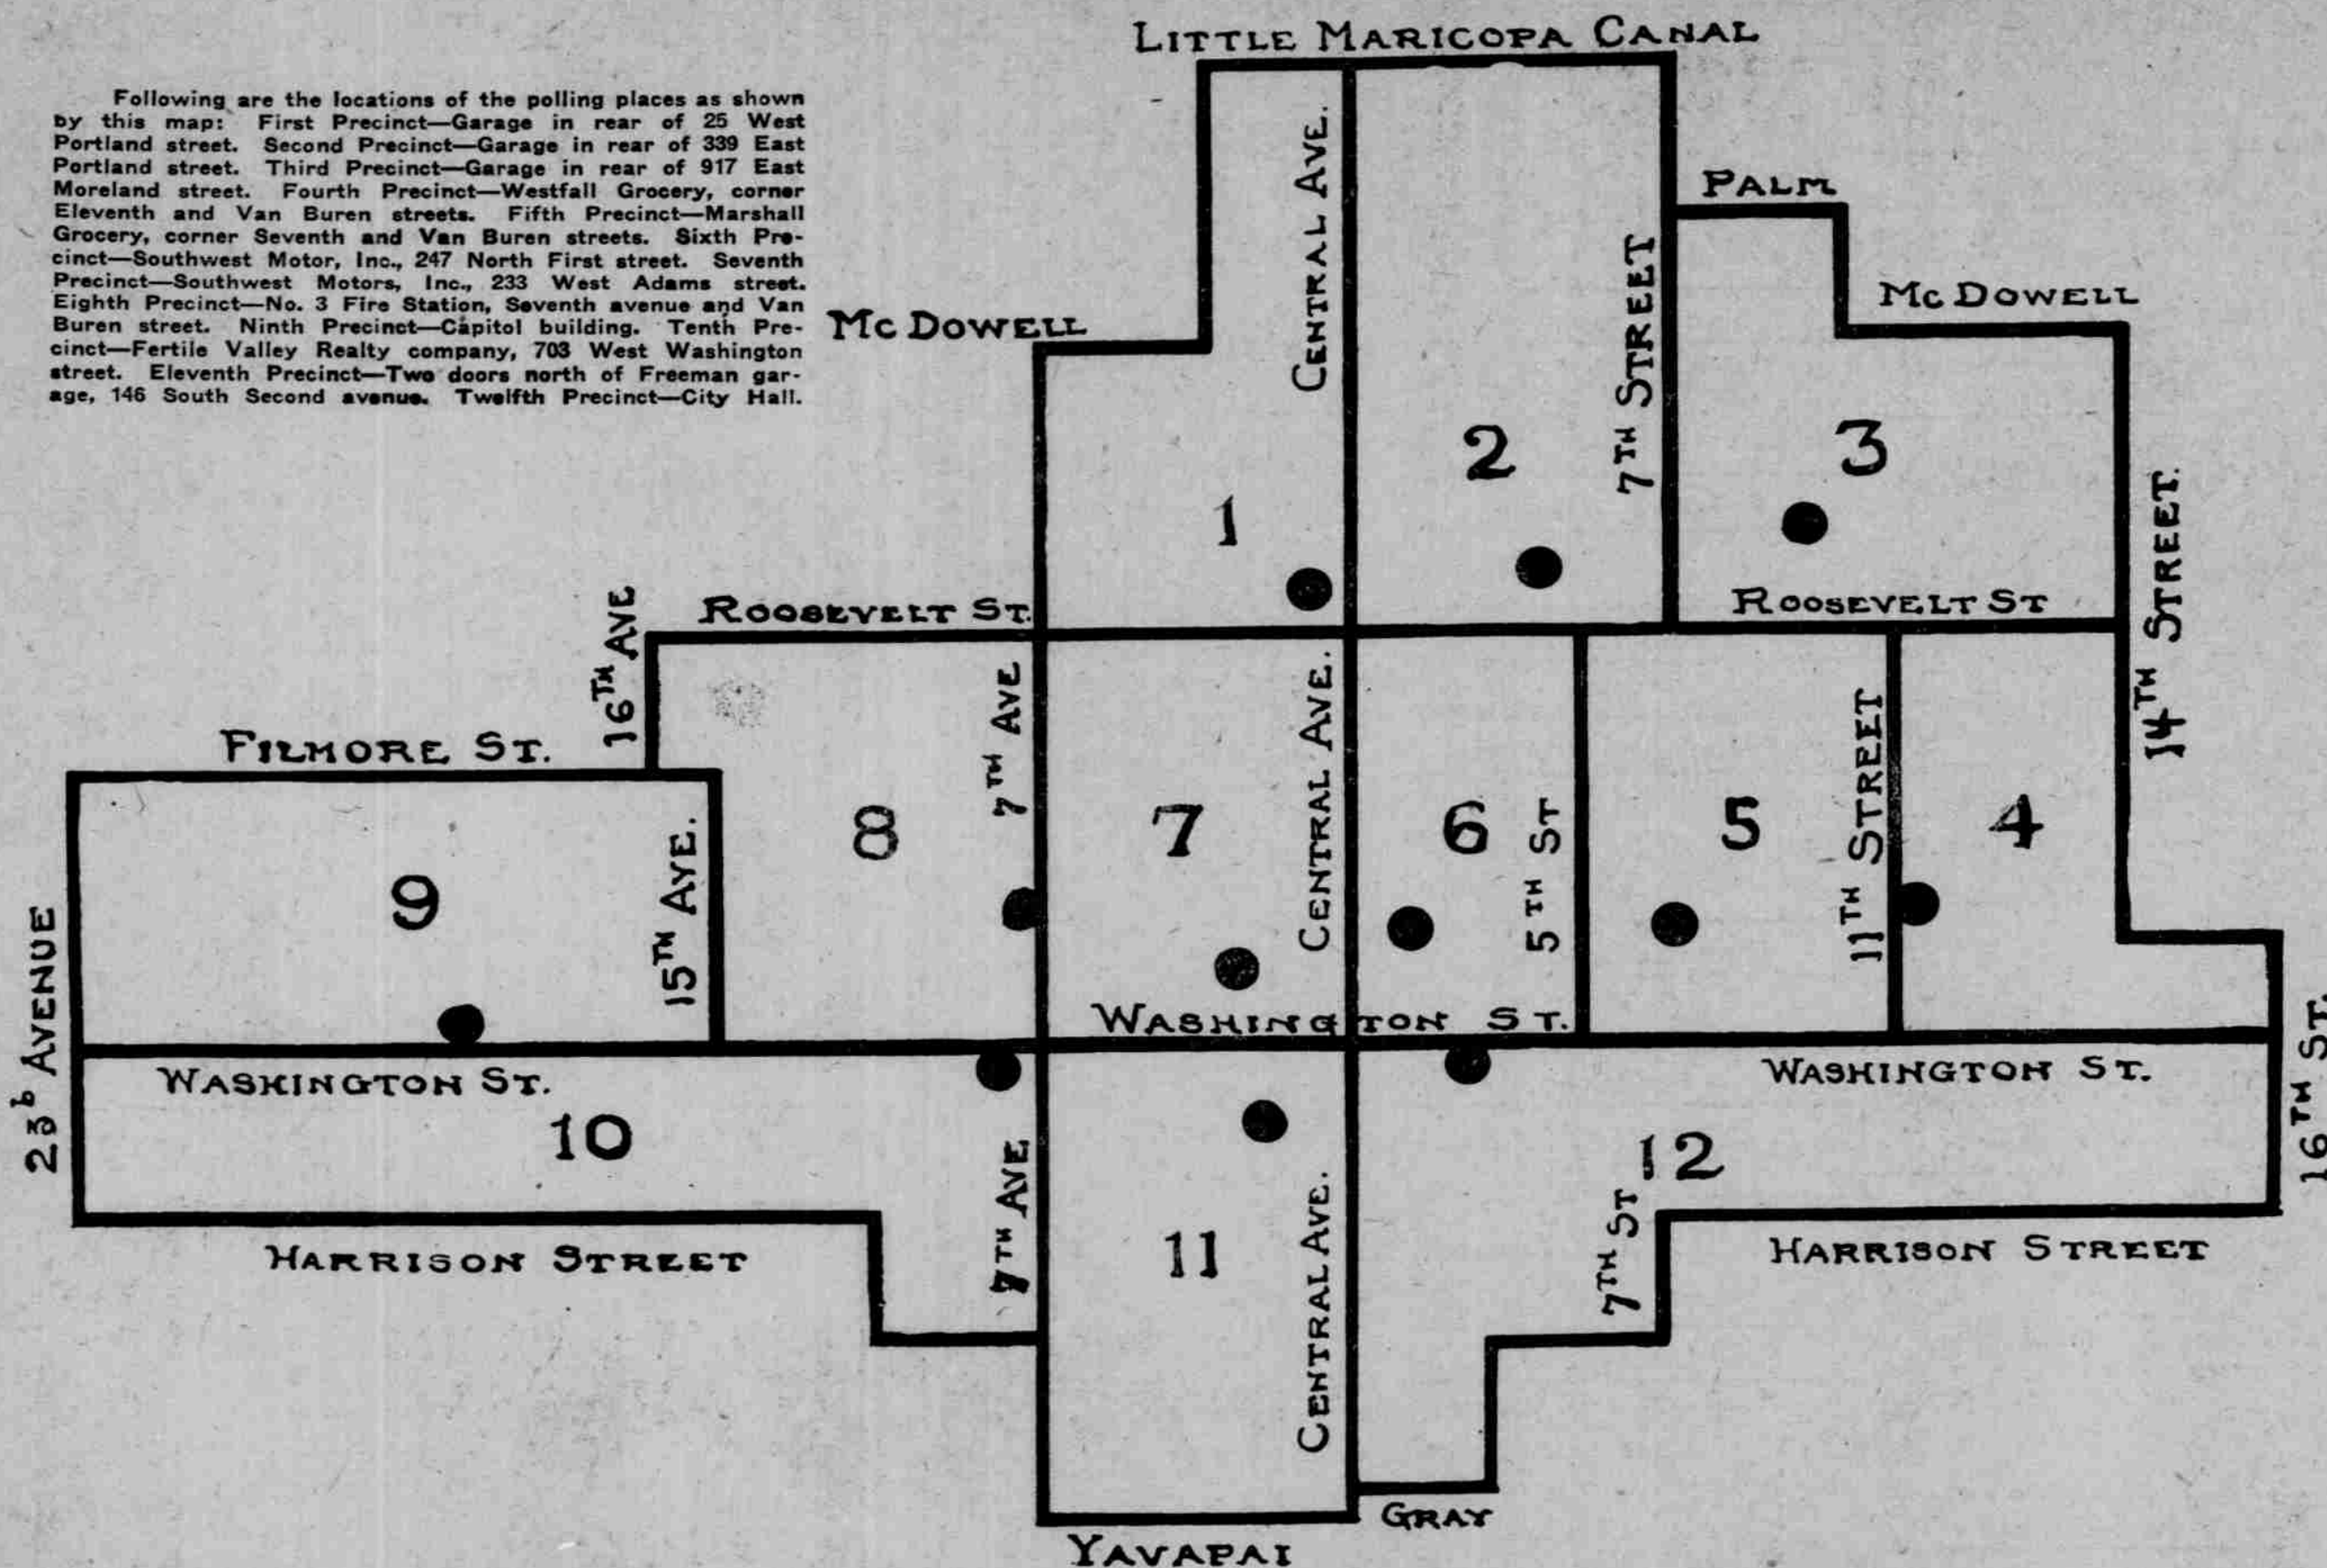 Following are the locations of the polling places as shown
by this map: First Precinct—Garage in rear of 25 West
Portland street. Second Precinct—Garage in rear of 339 East
Portland street. Third Precinct—Garage in rear of 917 East
Moreland street. Fourth Precinct—Westfall Grocery, corner
Eleventh and Van Buren streets. Fifth Precinct—Marshall
Grocery, corner Seventh and Van Buren streets. Sixth Pre-
cinct—Southwest Motor, Inc., 247 North First street. Seventh
Precinct—Southwest Motors, Inc., 233 West Adams street.
Eighth Precinct—No. 3 Fire Station, Seventh avenue and Van
Buren street. Ninth Precinct—Capitol building. Tenth Pre-
cinct—Fertile Valley Realty company, 703 West Washington
street. Eleventh Precinct—Two doors north of Freeman gar-
age, 146 South Second avenue. Twelfth Precinct—City Hall.
LITTLE MARICOPA CANAL
CENTRAL AVE.
PALM
7TH STREET
MCDOWELL
MCDOWELL
1
2
3
14TH STREET.
16TH AVE
ROOSEVELT ST.
ROOSEVELT ST
FILMORE ST.
7TH AVE
CENTRAL AVE.
5TH ST
11TH STREET
9
15TH AVE.
8
7
6
5
4
23D AVENUE
WASHINGTON ST.
WASHINGTON ST.
WASHINGTON ST.
16TH ST.
10
7TH AVE
11
CENTRAL AVE.
12
7TH ST
HARRISON STREET
HARRISON STREET
GRAY
YAVAPAI